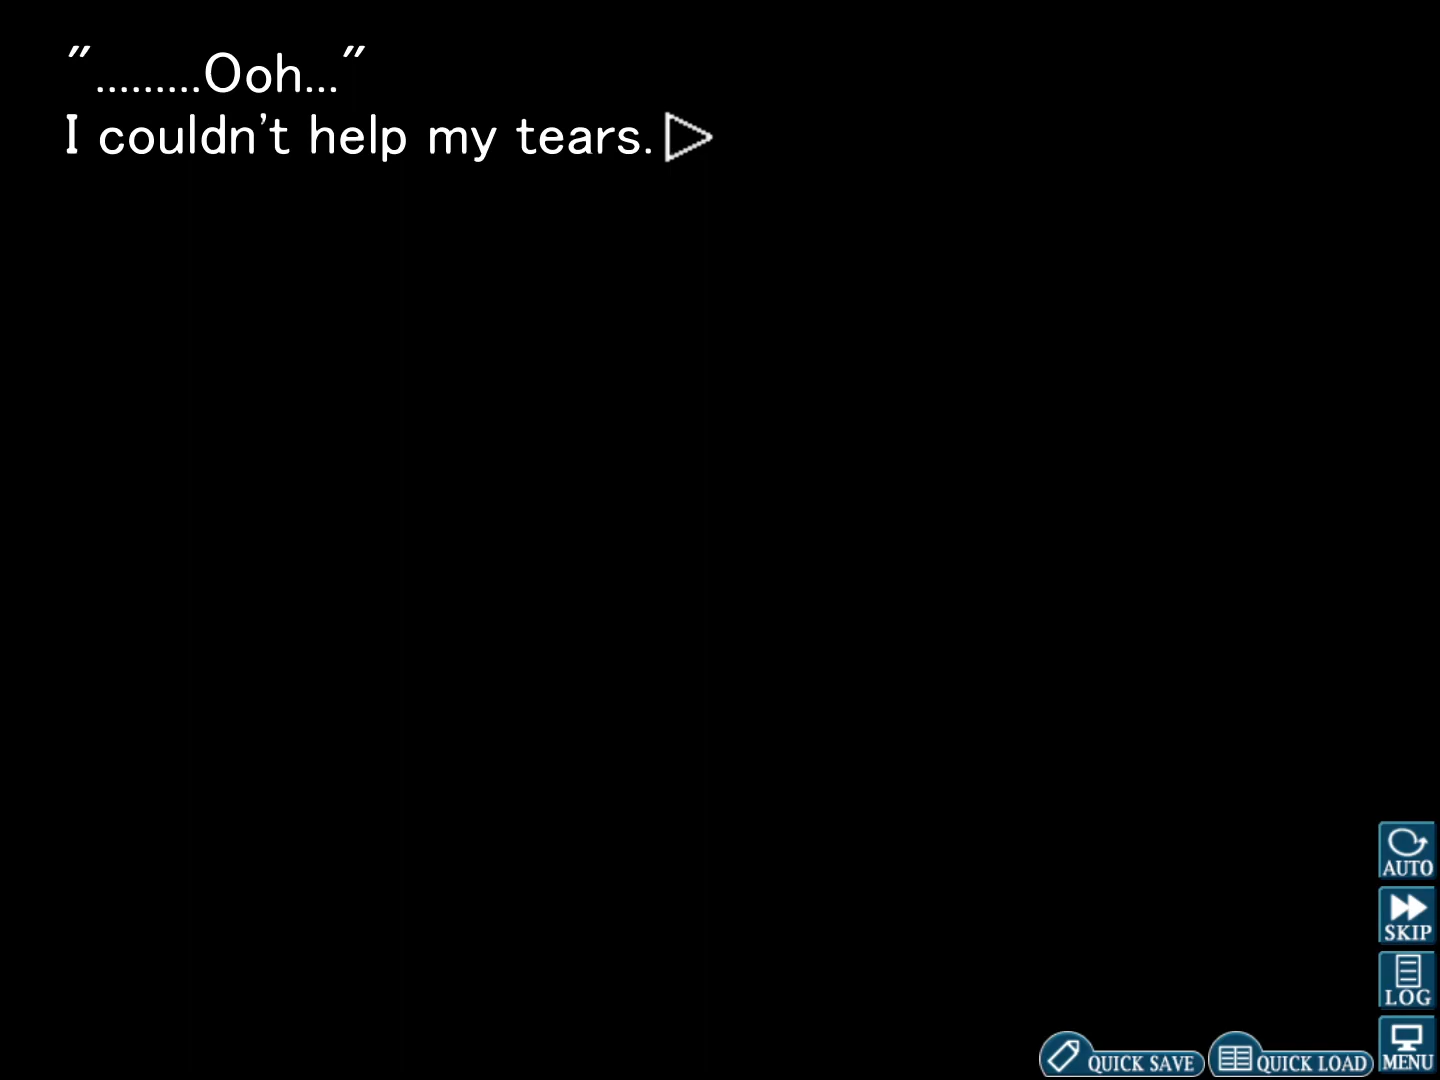 ".........Ooh..."
I couldn't help my tears.
AUTO
SKIP
LOG
QUICK SAVE
QUICK LOAD
MENU